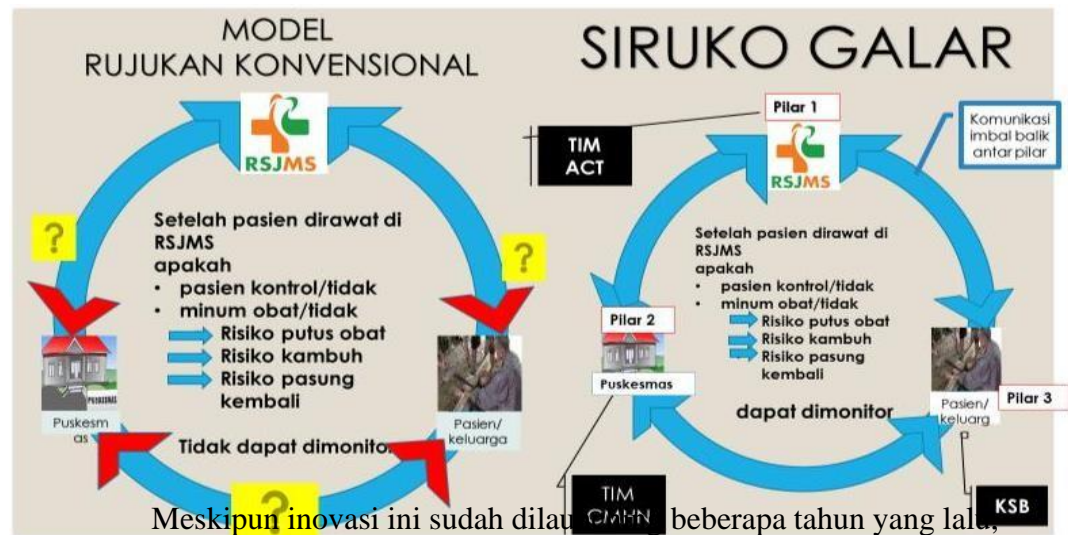 MODEL
RUJUKAN KONVENSIONAL
RSJMS
?
?
Setelah pasien dirawat di
RSJMS
apakah
• pasien kontrol/tidak
• minum obat/tidak
Risiko putus obat
Risiko kambuh
Risiko pasung
kembali
PUSKESMAS
Puskesm
as
Pasien/
keluarga
Tidak dapat dimonitor
?
SIRUKO GALAR
Pilar 1
TIM
ACT
RSJMS
Komunikasi
imbal balik
antar pilar
Setelah pasien dirawat di
RSJMS
apakah
• pasien kontrol/tidak
• minum obat/tidak
Risiko putus obat
Risiko kambuh
Risiko pasung
kembali
Pilar 2
Puskesmas
dapat dimonitor
Pasien/
keluarg
Pilar 3
TIM
CMHN
KSB
Meskipun inovasi ini sudah beberapa tahun yang lalu,